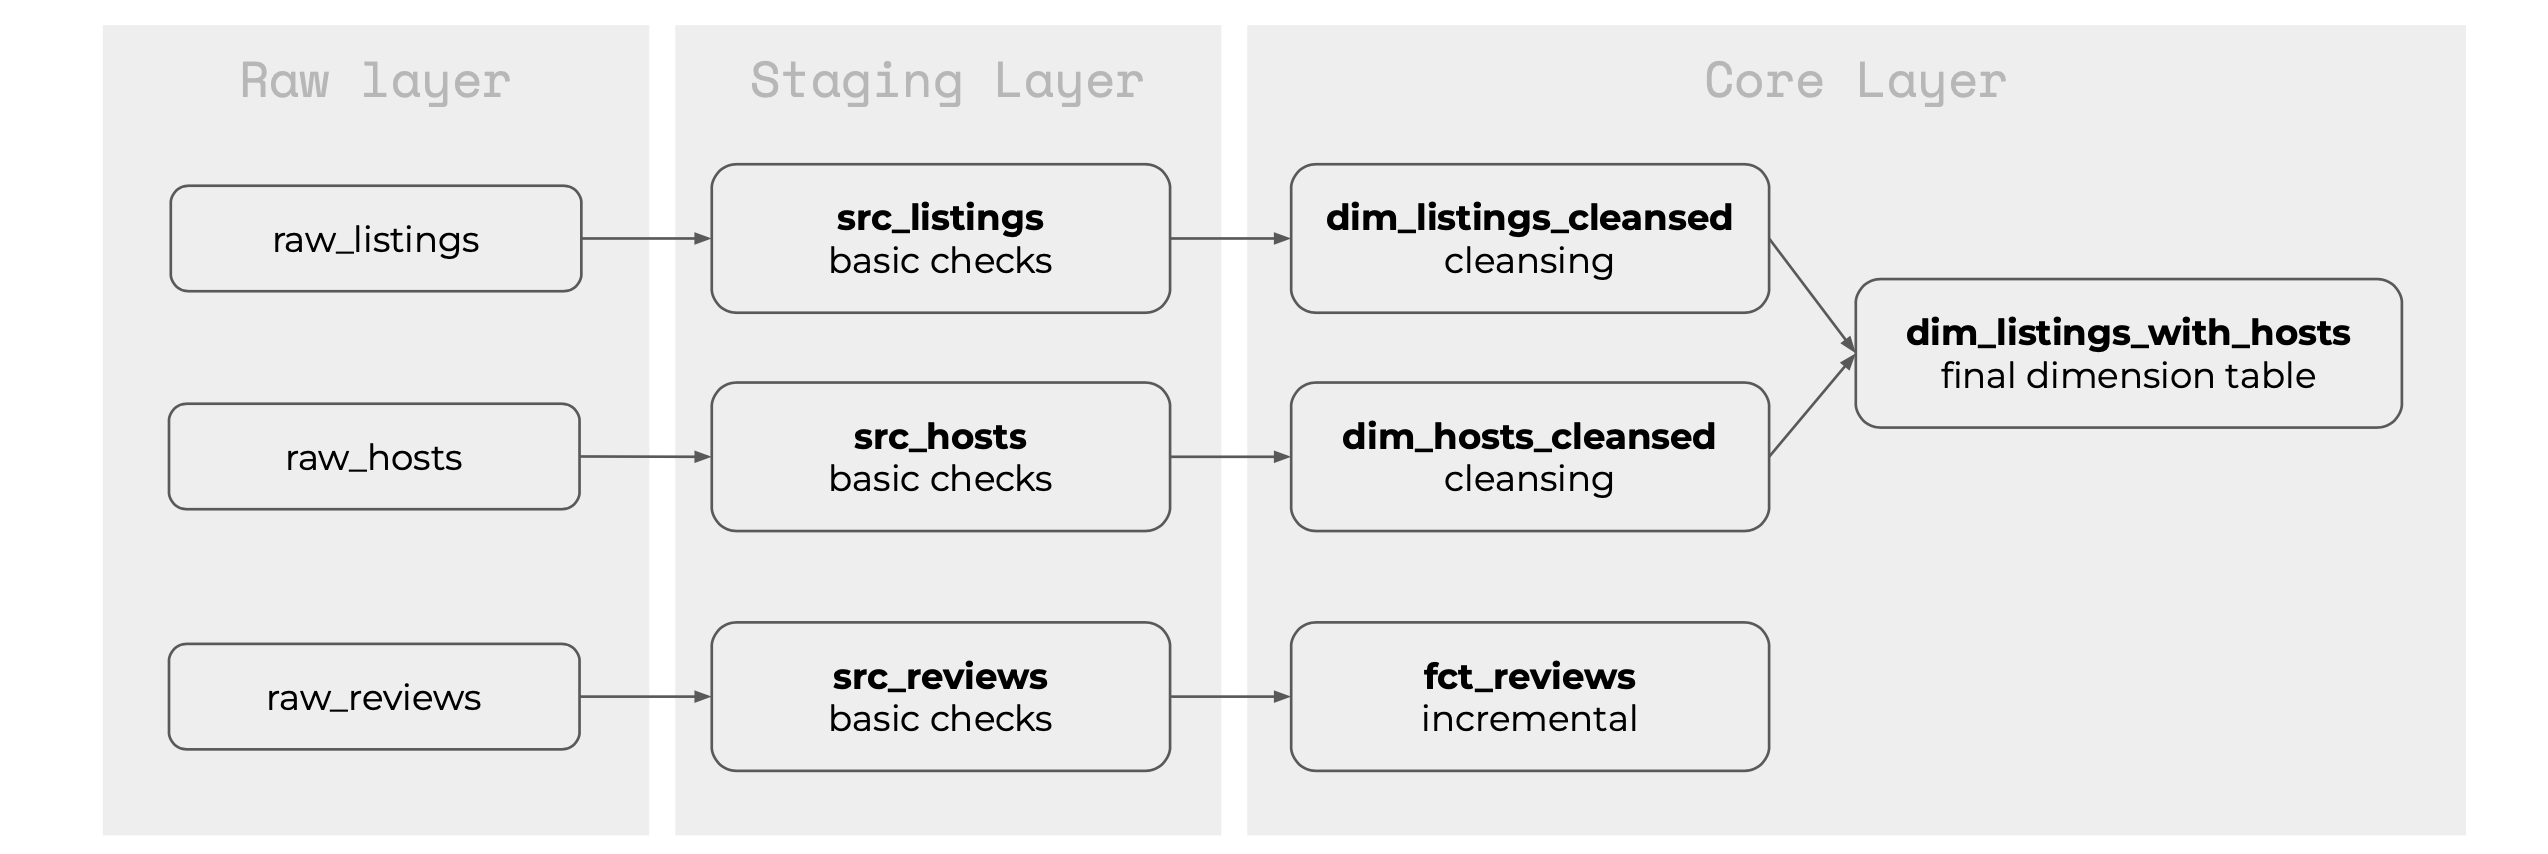 Raw layer
Staging Layer
Core Layer
raw_listings
src_listings
basic checks
dim_listings_cleansed
cleansing
dim_listings_with_hosts
final dimension table
raw_hosts
src_hosts
basic checks
dim_hosts_cleansed
cleansing
raw_reviews
src_reviews
basic checks
fct_reviews
incremental